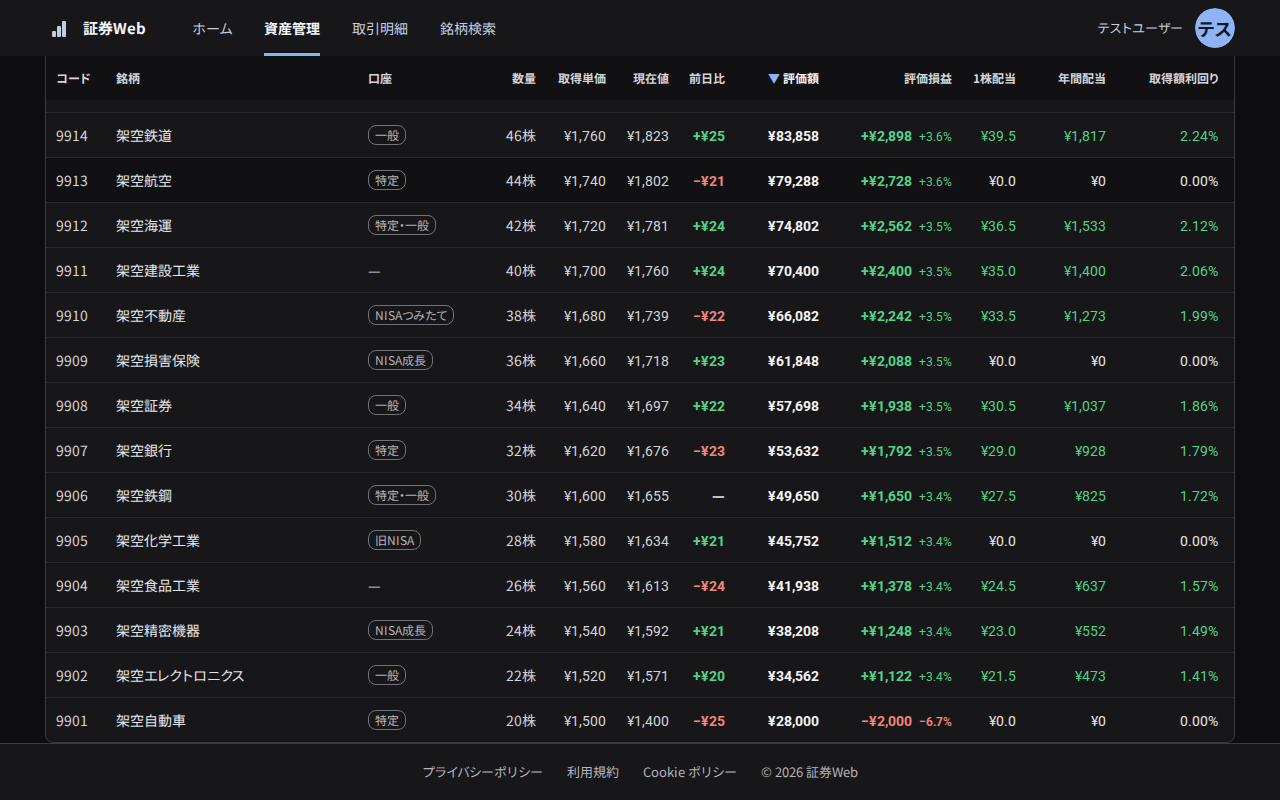 証券Web ホーム 資産管理 取引明細 銘柄検索 テストユーザー テス
コード 銘柄 口座 数量 取得単価 現在値 前日比 ▼評価額 評価損益 1株配当 年間配当 取得額利回り
9914 架空鉄道 一般 46株 ¥1,760 ¥1,823 +¥25 ¥83,858 +¥2,898 +3.6% ¥39.5 ¥1,817 2.24%
9913 架空航空 特定 44株 ¥1,740 ¥1,802 −¥21 ¥79,288 +¥2,728 +3.6% ¥0.0 ¥0 0.00%
9912 架空海運 特定・一般 42株 ¥1,720 ¥1,781 +¥24 ¥74,802 +¥2,562 +3.5% ¥36.5 ¥1,533 2.12%
9911 架空建設工業 — 40株 ¥1,700 ¥1,760 +¥24 ¥70,400 +¥2,400 +3.5% ¥35.0 ¥1,400 2.06%
9910 架空不動産 NISAつみたて 38株 ¥1,680 ¥1,739 −¥22 ¥66,082 +¥2,242 +3.5% ¥33.5 ¥1,273 1.99%
9909 架空損害保険 NISA成長 36株 ¥1,660 ¥1,718 +¥23 ¥61,848 +¥2,088 +3.5% ¥0.0 ¥0 0.00%
9908 架空証券 一般 34株 ¥1,640 ¥1,697 +¥22 ¥57,698 +¥1,938 +3.5% ¥30.5 ¥1,037 1.86%
9907 架空銀行 特定 32株 ¥1,620 ¥1,676 −¥23 ¥53,632 +¥1,792 +3.5% ¥29.0 ¥928 1.79%
9906 架空鉄鋼 特定・一般 30株 ¥1,600 ¥1,655 — ¥49,650 +¥1,650 +3.4% ¥27.5 ¥825 1.72%
9905 架空化学工業 旧NISA 28株 ¥1,580 ¥1,634 +¥21 ¥45,752 +¥1,512 +3.4% ¥0.0 ¥0 0.00%
9904 架空食品工業 — 26株 ¥1,560 ¥1,613 −¥24 ¥41,938 +¥1,378 +3.4% ¥24.5 ¥637 1.57%
9903 架空精密機器 NISA成長 24株 ¥1,540 ¥1,592 +¥21 ¥38,208 +¥1,248 +3.4% ¥23.0 ¥552 1.49%
9902 架空エレクトロニクス 一般 22株 ¥1,520 ¥1,571 +¥20 ¥34,562 +¥1,122 +3.4% ¥21.5 ¥473 1.41%
9901 架空自動車 特定 20株 ¥1,500 ¥1,400 −¥25 ¥28,000 −¥2,000 −6.7% ¥0.0 ¥0 0.00%
プライバシーポリシー 利用規約 Cookie ポリシー © 2026 証券Web